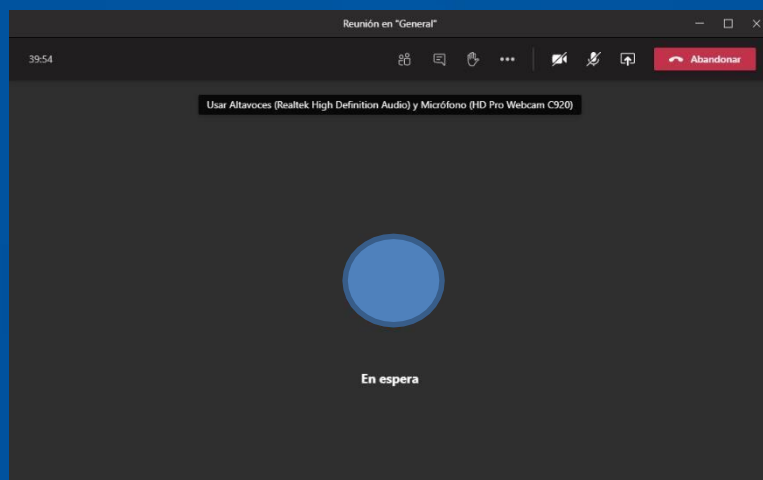 Reunión en "General"
39:54
Abandonar
Usar Altavoces (Realtek High Definition Audio) y Micrófono (HD Pro Webcam C920)
En espera